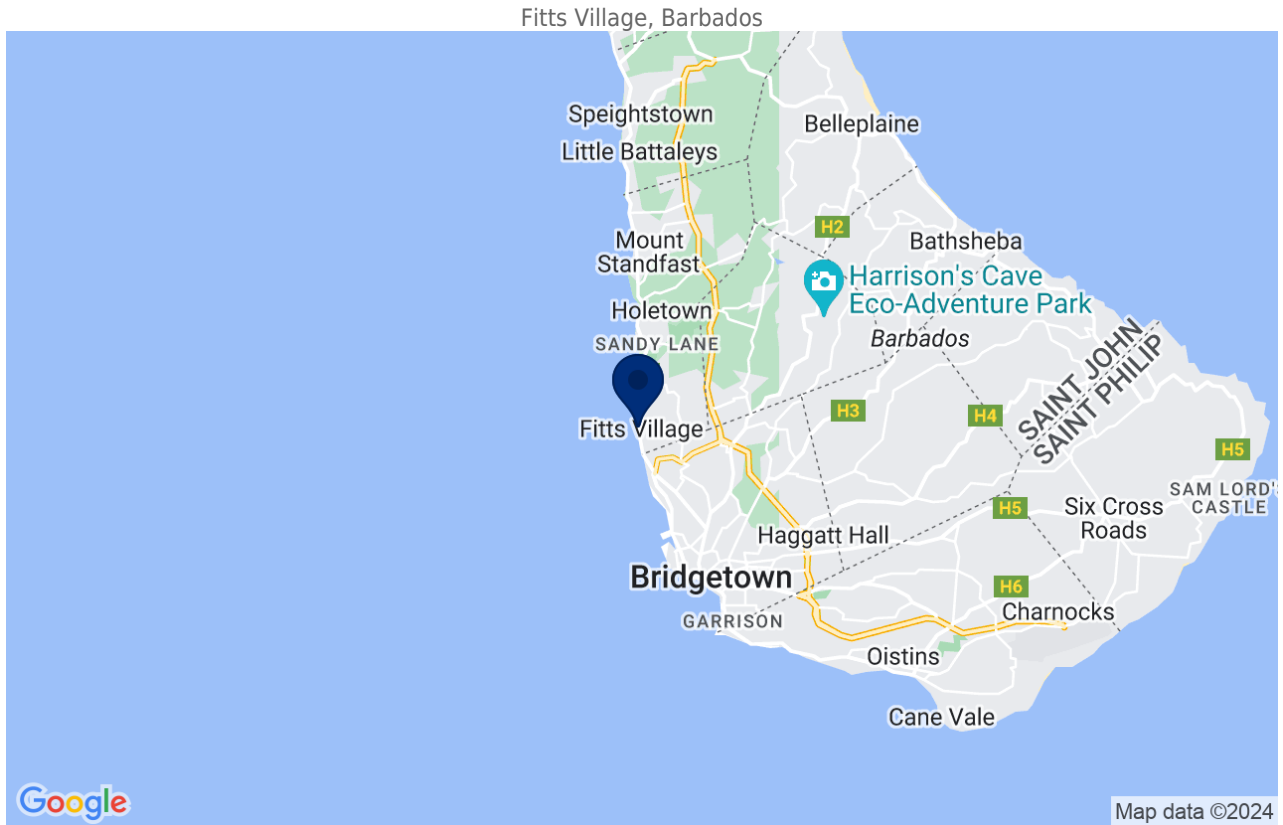 Fitts Village, Barbados
Speightstown
Belleplaine
Little Battaleys
H2
Mount
Standfast
Bathsheba
Harrison's Cave
Eco-Adventure Park
Holetown
Barbados
SANDY LANE
SAINT JOHN
SAINT PHILIP
H3
H4
Fitts Village
H5
SAM LORD'S
CASTLE
H5
Six Cross
Roads
Haggatt Hall
Bridgetown
H6
Charnocks
GARRISON
Oistins
Cane Vale
Google
Map data ©2024